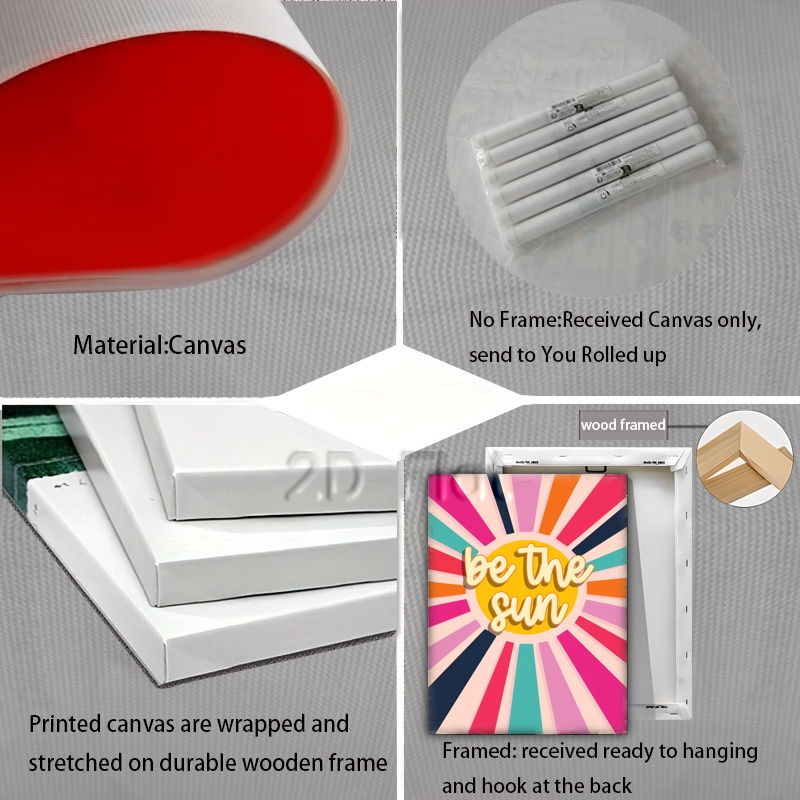 Material:Canvas
No Frame:Received Canvas only,
send to You Rolled up
2D
Printed canvas are wrapped and
stretched on durable wooden frame
wood framed
be the
sun
Framed: received ready to hanging
and hook at the back